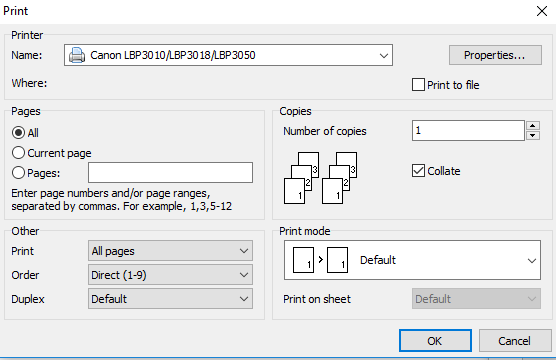 Print
Printer
Name:
Canon LBP3010/LBP3018/LBP3050
Properties...
Where:
Print to file
Pages
All
Current page
Pages:
Enter page numbers and/or page ranges,
separated by commas. For example, 1,3,5-12
Copies
Number of copies
1
3
2
1
3
2
1
Collate
Other
Print
All pages
Order
Direct (1-9)
Duplex
Default
Print mode
1 > 1 Default
Print on sheet
Default
OK
Cancel